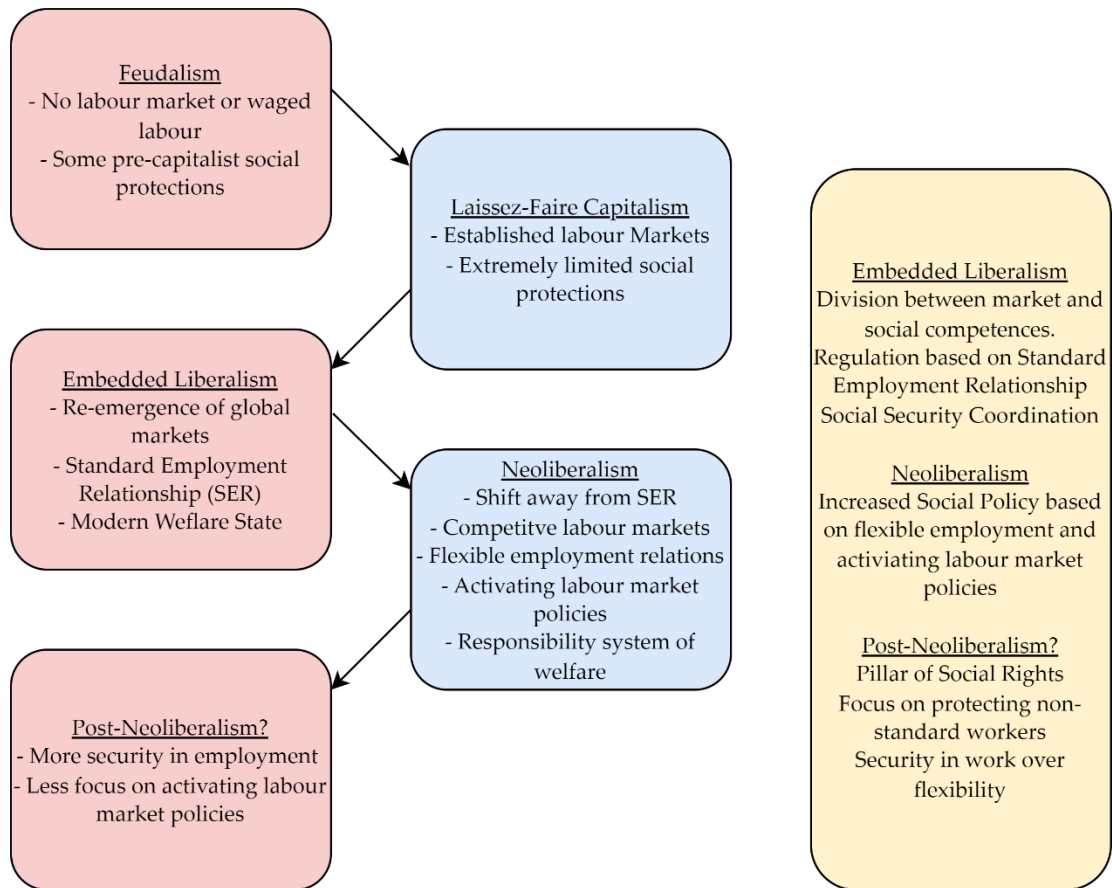 Feudalism
- No labour market or waged
labour
- Some pre-capitalist social
protections
Laissez-Faire Capitalism
- Established labour Markets
- Extremely limited social
protections
Embedded Liberalism
- Re-emergence of global
markets
- Standard Employment
Relationship (SER)
- Modern Weflare State
Neoliberalism
- Shift away from SER
- Competitve labour markets
- Flexible employment relations
- Activating labour market
policies
- Responsibility system of
welfare
Post-Neoliberalism?
- More security in employment
- Less focus on activating labour
market policies
Embedded Liberalism
Division between market and
social competences.
Regulation based on Standard
Employment Relationship
Social Security Coordination
Neoliberalism
Increased Social Policy based
on flexible employment and
activiating labour market
policies
Post-Neoliberalism?
Pillar of Social Rights
Focus on protecting non-
standard workers
Security in work over
flexibility